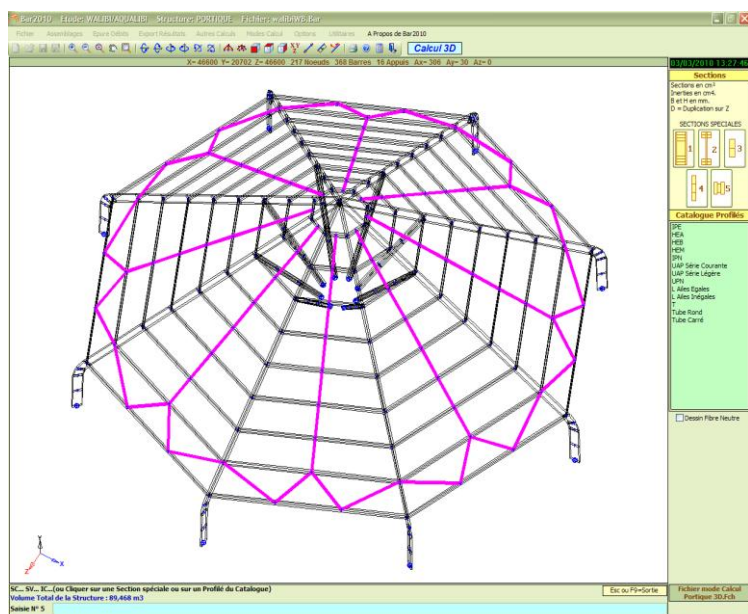 Bar2010 Etude: WALIBI/AQUALIBI Structure: PORTIQUE Fichier: walibiWB.Bar
Fichier Assemblages Epure Débits Export Résultats Autres Calculs Modes Calcul Options Utilitaires A Propos de Bar2010
Calcul 3D
X= 46600 Y= 20702 Z= 46600 217 Noeuds 368 Barres 16 Appuis Ax= 306 Ay= 30 Az= 0
03/03/2010 13:27:46
Sections
Sections en cm²
Inerties en cm4.
B et H en mm.
D = Duplication sur Z
SECTIONS SPECIALES
1 2 3
4 5
Catalogue Profilés
IPE
HEA
HEB
HEM
IPN
UAP Série Courante
UAP Série Légère
UPN
L Ailes Egales
L Ailes Inégales
T
Tube Rond
Tube Carré
Dessin Fibre Neutre
Y
Z X
SC... SV... IC...(ou Cliquer sur une Section spéciale ou sur un Profilé du Catalogue)
Esc ou F9=Sortie
Volume Total de la Structure : 89,468 m3
Saisie N° 5
Fichier mode Calcul
Portique 3D.Fch